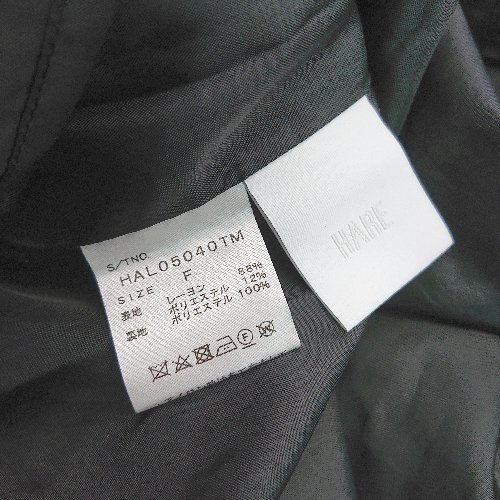 S/TNO.
HAL05040TM
SIZE F
表地 レーヨン 88%
ポリエステル 12%
裏地 ポリエステル 100%
HARE